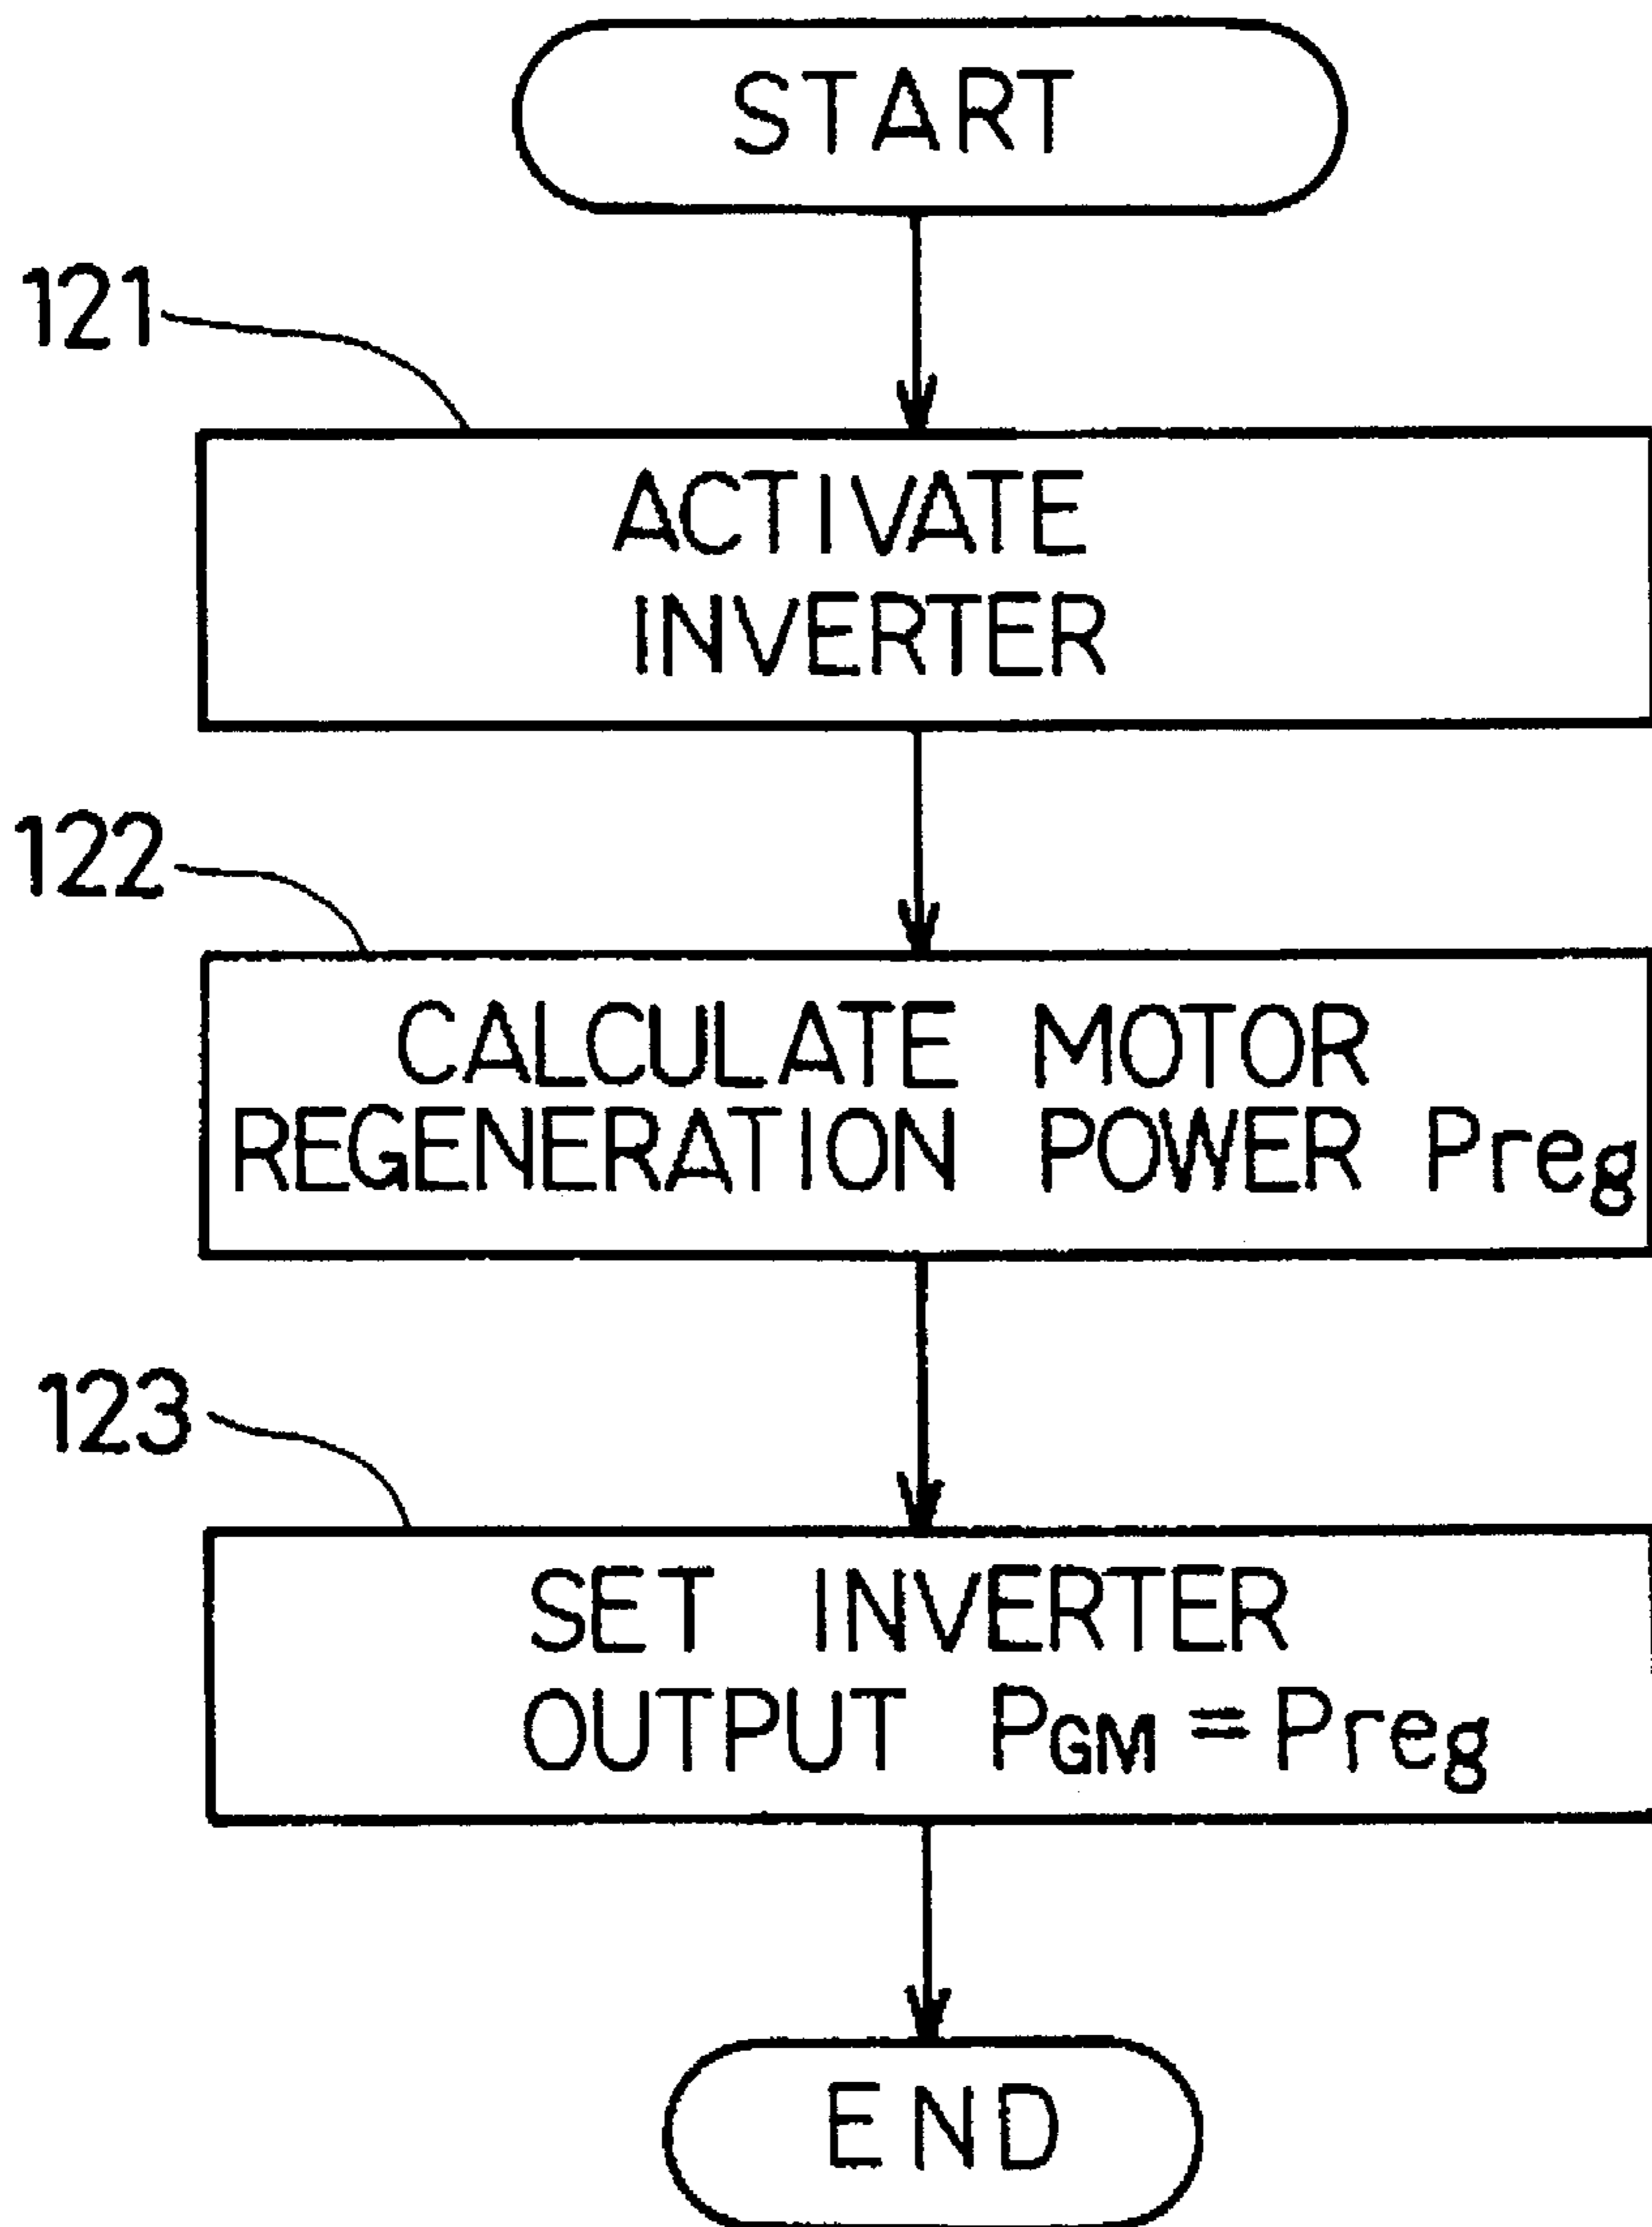 START
121
ACTIVATE
INVERTER
122
CALCULATE MOTOR
REGENERATION POWER Preg
123
SET INVERTER
OUTPUT PGM = Preg
END